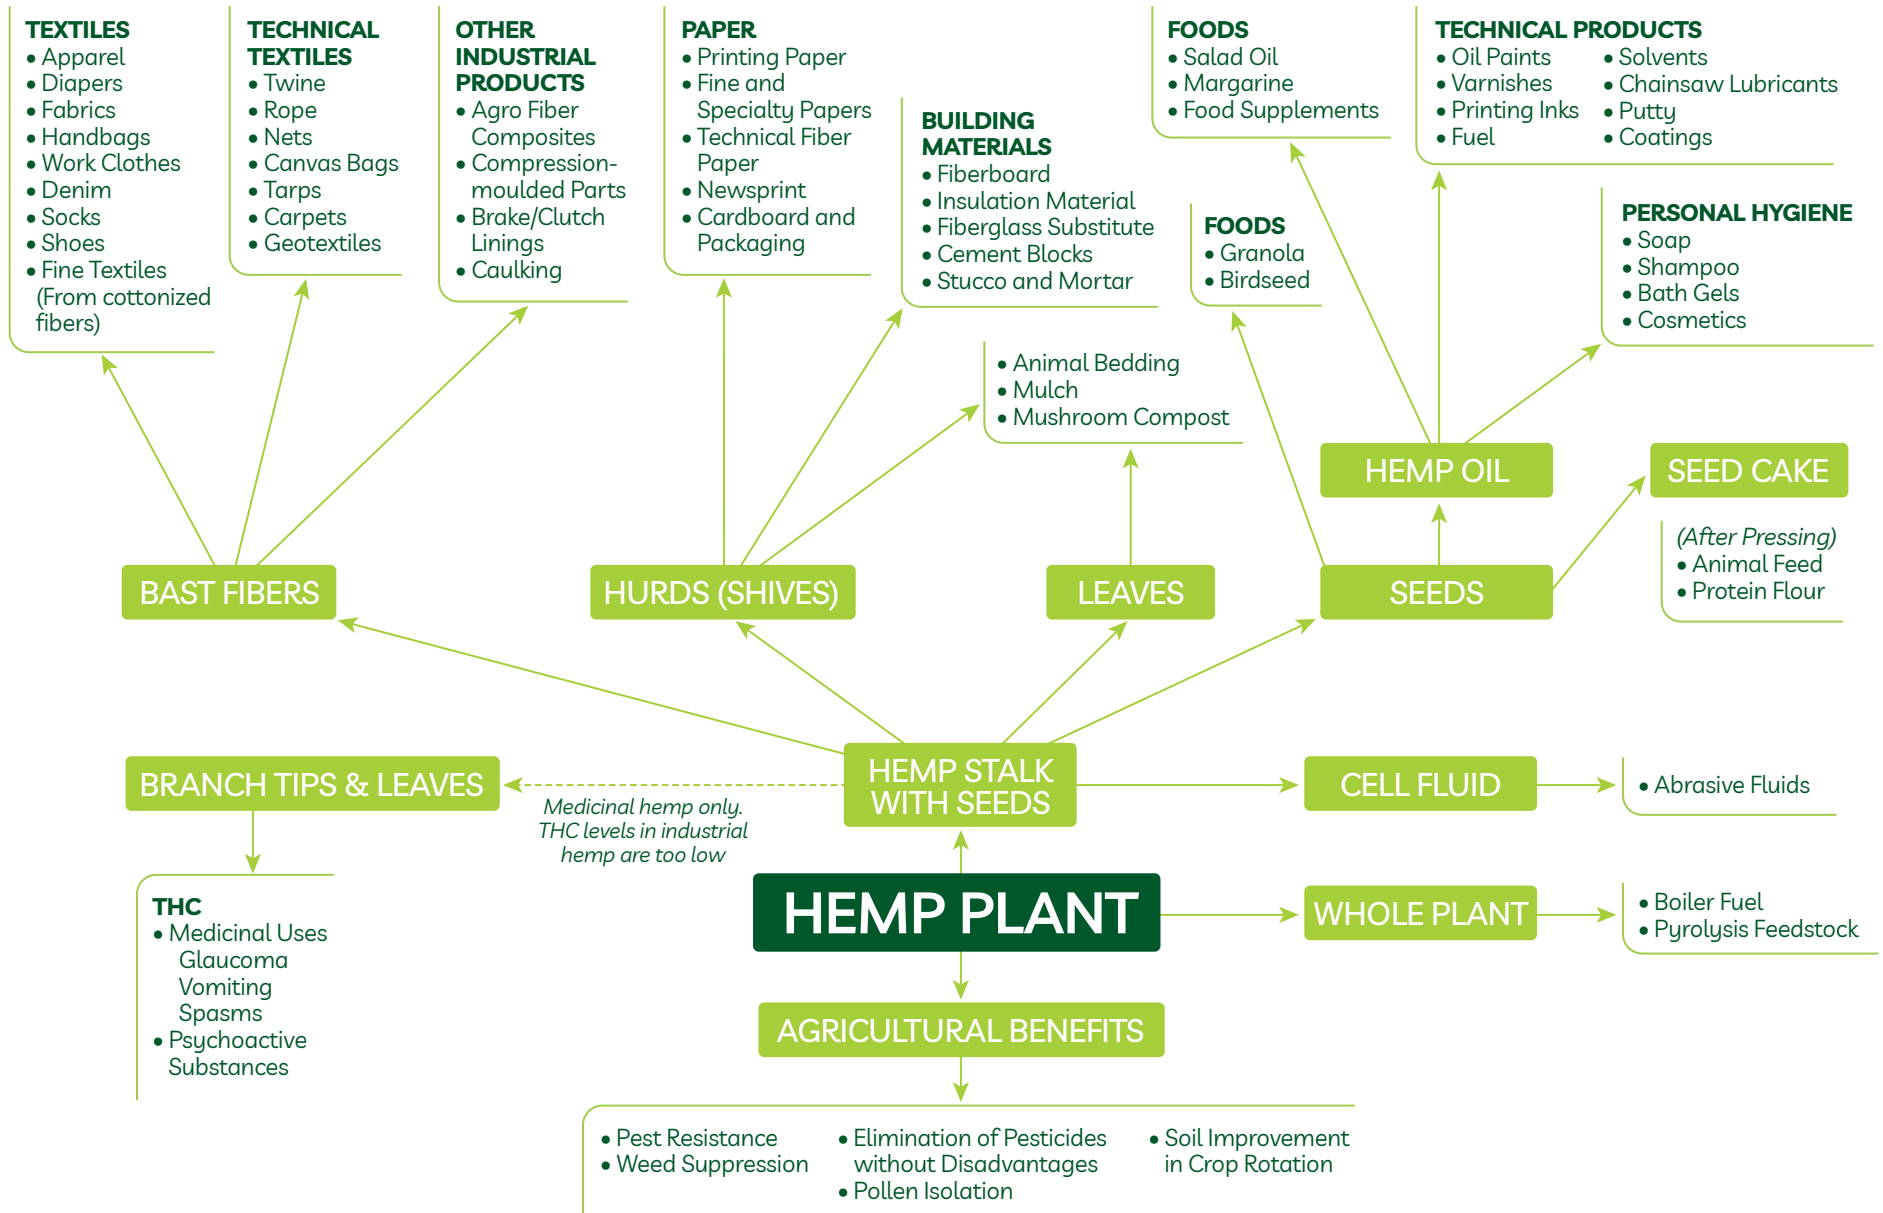 TEXTILES
• Apparel
• Diapers
• Fabrics
• Handbags
• Work Clothes
• Denim
• Socks
• Shoes
• Fine Textiles
(From cottonized
fibers)
TECHNICAL
TEXTILES
• Twine
• Rope
• Nets
• Canvas Bags
• Tarps
• Carpets
• Geotextiles
OTHER
INDUSTRIAL
PRODUCTS
• Agro Fiber
Composites
• Compression-
moulded Parts
• Brake/Clutch
Linings
• Caulking
PAPER
• Printing Paper
• Fine and
Specialty Papers
• Technical Fiber
Paper
• Newsprint
• Cardboard and
Packaging
BUILDING
MATERIALS
• Fiberboard
• Insulation Material
• Fiberglass Substitute
• Cement Blocks
• Stucco and Mortar
• Animal Bedding
• Mulch
• Mushroom Compost
FOODS
• Granola
• Birdseed
FOODS
• Salad Oil
• Margarine
• Food Supplements
TECHNICAL PRODUCTS
• Oil Paints
• Varnishes
• Printing Inks
• Fuel
• Solvents
• Chainsaw Lubricants
• Putty
• Coatings
PERSONAL HYGIENE
• Soap
• Shampoo
• Bath Gels
• Cosmetics
HEMP OIL
SEED CAKE
(After Pressing)
• Animal Feed
• Protein Flour
BAST FIBERS
HURDS (SHIVES)
LEAVES
SEEDS
BRANCH TIPS & LEAVES
Medicinal hemp only.
THC levels in industrial
hemp are too low
HEMP STALK
WITH SEEDS
CELL FLUID
• Abrasive Fluids
THC
• Medicinal Uses
Glaucoma
Vomiting
Spasms
• Psychoactive
Substances
HEMP PLANT
WHOLE PLANT
• Boiler Fuel
• Pyrolysis Feedstock
AGRICULTURAL BENEFITS
• Pest Resistance
• Weed Suppression
• Elimination of Pesticides
without Disadvantages
• Pollen Isolation
• Soil Improvement
in Crop Rotation